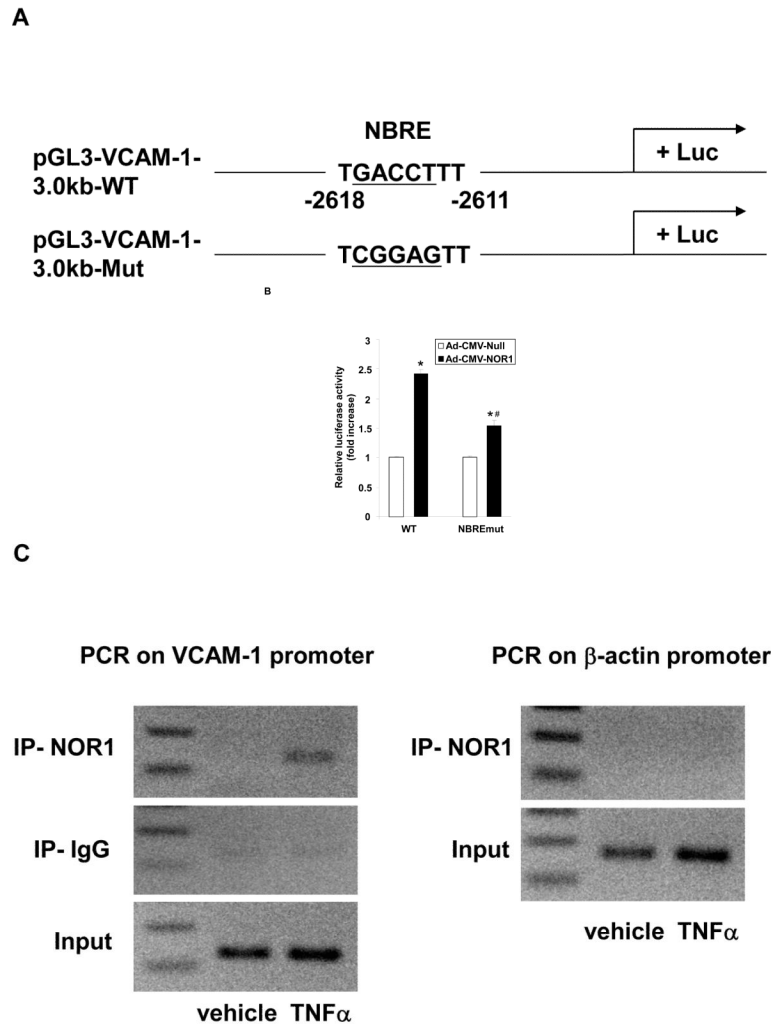 A
NBRE
pGL3-VCAM-1-
3.0kb-WT
TGACCTTT
+ Luc
-2618
-2611
pGL3-VCAM-1-
3.0kb-Mut
TCGGAGTT
+ Luc
B
3
2.5
2
1.5
1
0.5
0
Relative luciferase activity
(fold increase)
Ad-CMV-Null
Ad-CMV-NOR1
*
*#
WT
NBREmut
C
PCR on VCAM-1 promoter
IP- NOR1
IP- IgG
Input
vehicle TNFα
PCR on β-actin promoter
IP- NOR1
Input
vehicle TNFα